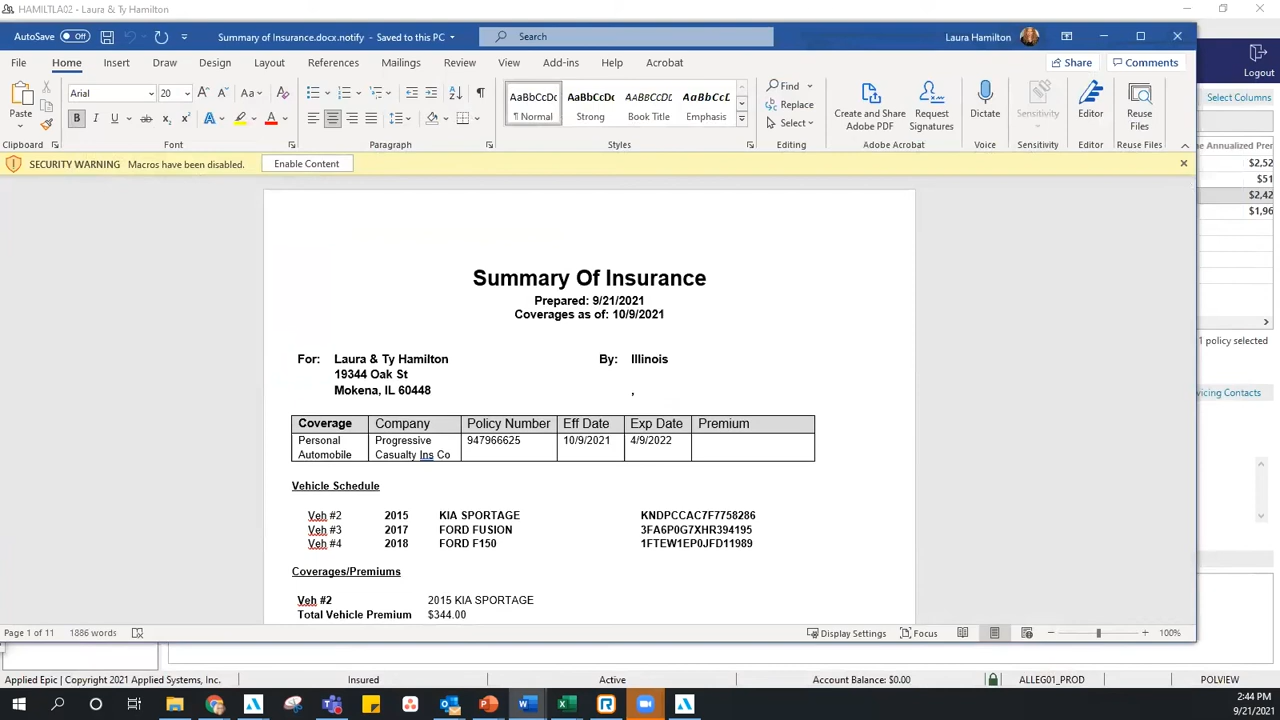 HAMILTLA02 - Laura & Ty Hamilton
AutoSave Off
Summary of Insurance.docx.notify - Saved to this PC
Search
Laura Hamilton
File Home Insert Draw Design Layout References Mailings Review View Help Add-ins Acrobat
Share Comments
Logout
Paste
Arial 20
AaBbCcDc AaBbCcDc AaBbCcDc AaBbCcDc
¶ Normal Strong Book Title Emphasis
Find
Replace
Select
Create and Share Adobe PDF
Request Signatures
Dictate
Sensitivity
Editor
Reuse Files
Clipboard Font Paragraph Styles Editing Adobe Acrobat Voice Sensitivity Editor Reuse Files
Select Columns
ne Annualized Prer
$2,52
$51
$2,42
$1,96
1 policy selected
vicing Contacts
SECURITY WARNING Macros have been disabled. Enable Content
Summary Of Insurance
Prepared: 9/21/2021
Coverages as of: 10/9/2021
For: Laura & Ty Hamilton By: Illinois
19344 Oak St
Mokena, IL 60448 ,
Coverage Company Policy Number Eff Date Exp Date Premium
Personal Progressive 947966625 10/9/2021 4/9/2022
Automobile Casualty Ins Co
Vehicle Schedule
Veh #2 2015 KIA SPORTAGE KNDPCCAC7F7758286
Veh #3 2017 FORD FUSION 3FA6P0G7XHR394195
Veh #4 2018 FORD F150 1FTEW1EP0JFD11989
Coverages/Premiums
Veh #2 2015 KIA SPORTAGE
Total Vehicle Premium $344.00
Page 1 of 11 1886 words Display Settings Focus 100%
Applied Epic | Copyright 2021 Applied Systems, Inc. Insured Active Account Balance: $0.00 ALLEG01_PROD POLVIEW
2:44 PM
9/21/2021